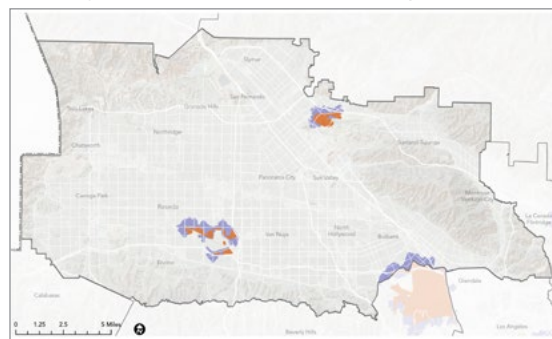 Sylmar
San Fernando
Granada Hills
Northridge
Chatsworth
Sunland-Tujunga
Panorama City
Sun Valley
Canoga Park
Reseda
Van Nuys
North
Hollywood
Burbank
Encino
Glendale
Calabasas
Beverly Hills
Los Angeles
0 1.25 2.5 5 Miles